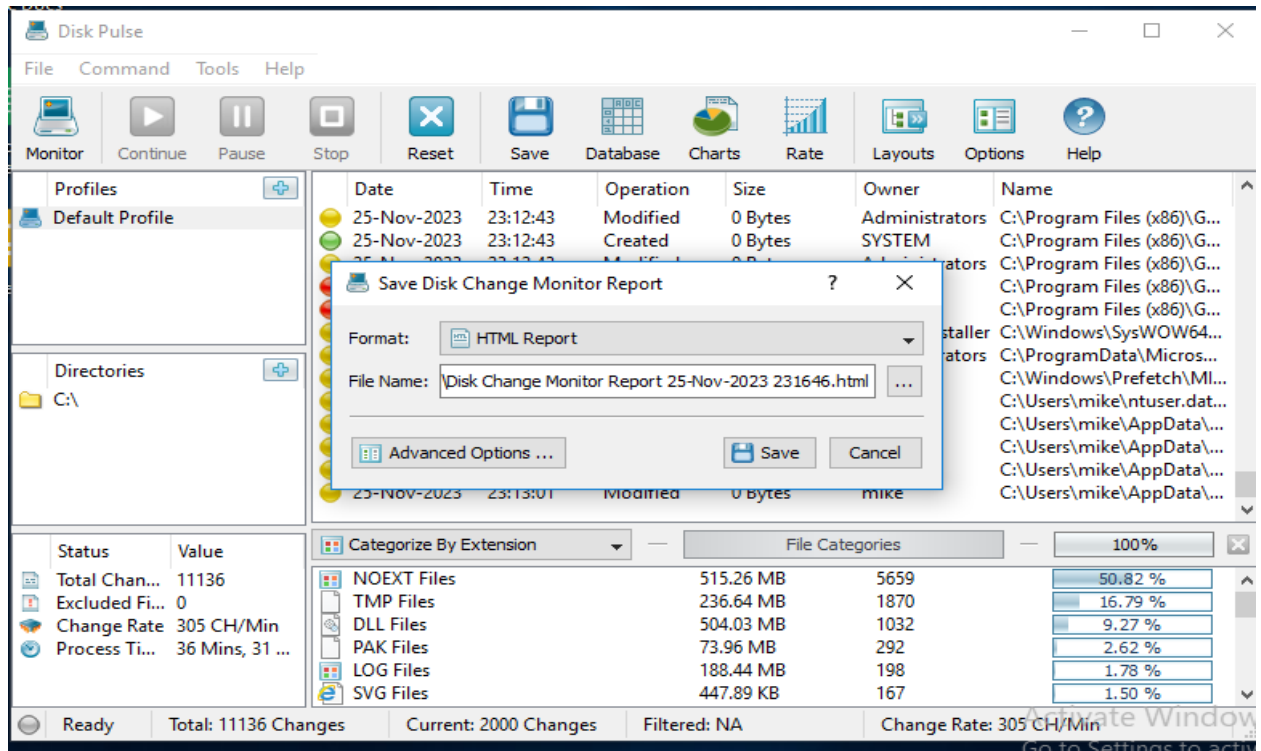 Disk Pulse
File Command Tools Help
Monitor Continue Pause Stop Reset Save Database Charts Rate Layouts Options Help
Profiles
Default Profile
Directories
C:\
Status Value
Total Chan... 11136
Excluded Fi... 0
Change Rate 305 CH/Min
Process Ti... 36 Mins, 31 ...
Date Time Operation Size Owner Name
25-Nov-2023 23:12:43 Modified 0 Bytes Administrators C:\Program Files (x86)\G...
25-Nov-2023 23:12:43 Created 0 Bytes SYSTEM C:\Program Files (x86)\G...
C:\Program Files (x86)\G...
C:\Program Files (x86)\G...
C:\Program Files (x86)\G...
C:\Windows\SysWOW64...
C:\ProgramData\Micros...
C:\Windows\Prefetch\MI...
C:\Users\mike\ntuser.dat...
C:\Users\mike\AppData\...
C:\Users\mike\AppData\...
C:\Users\mike\AppData\...
25-Nov-2023 23:13:01 Modified 0 Bytes mike C:\Users\mike\AppData\...
Save Disk Change Monitor Report ?
Format: HTML Report
File Name: \Disk Change Monitor Report 25-Nov-2023 231646.html ...
Advanced Options ... Save Cancel
Categorize By Extension File Categories 100%
NOEXT Files 515.26 MB 5659 50.82 %
TMP Files 236.64 MB 1870 16.79 %
DLL Files 504.03 MB 1032 9.27 %
PAK Files 73.96 MB 292 2.62 %
LOG Files 188.44 MB 198 1.78 %
SVG Files 447.89 KB 167 1.50 %
Ready Total: 11136 Changes Current: 2000 Changes Filtered: NA Change Rate: 305 CH/Min
Activate Window
Go to Settings to activ